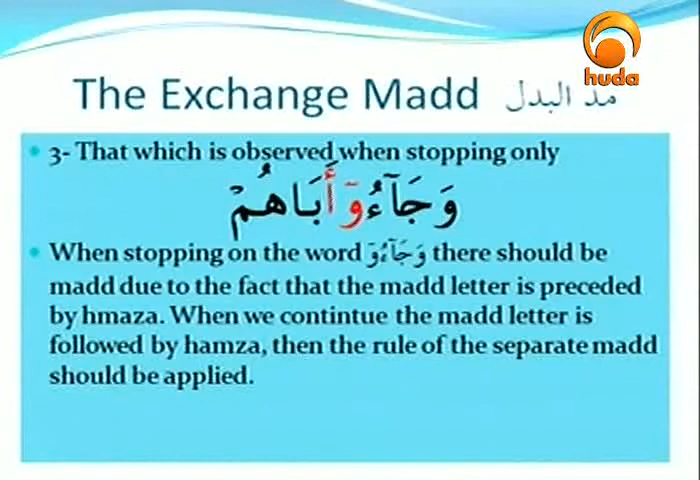 huda
The Exchange Madd مد البدل
3- That which is observed when stopping only
وَجَآءُوٓ أَبَاهُمْ
When stopping on the word وَجَآءُوٓ there should be
madd due to the fact that the madd letter is preceded
by hmaza. When we contintue the madd letter is
followed by hamza, then the rule of the separate madd
should be applied.